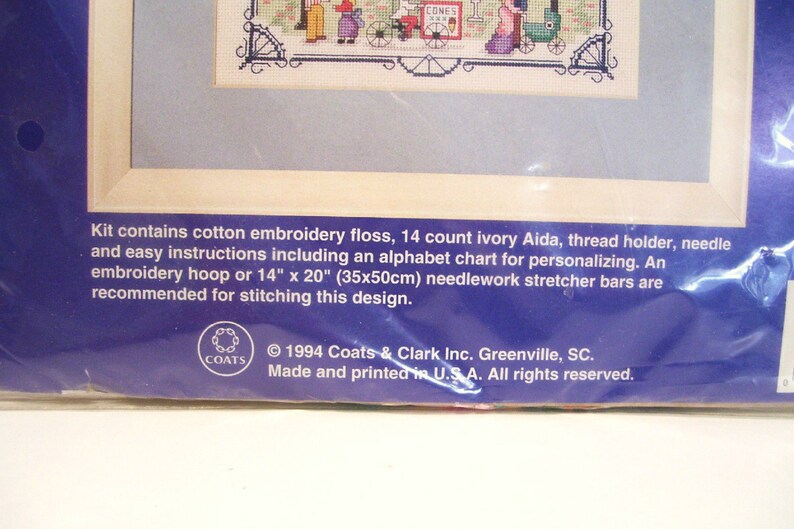 CONES
Kit contains cotton embroidery floss, 14 count ivory Aida, thread holder, needle
and easy instructions including an alphabet chart for personalizing. An
embroidery hoop or 14" x 20" (35x50cm) needlework stretcher bars are
recommended for stitching this design.
COATS
© 1994 Coats & Clark Inc. Greenville, SC.
Made and printed in U.S.A. All rights reserved.
0